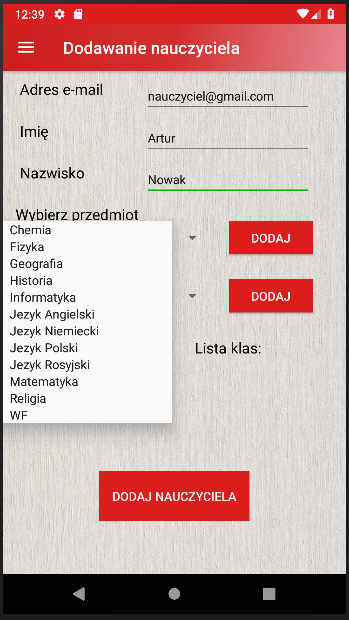 12:39
Dodawanie nauczyciela
Adres e-mail
nauczyciel@gmail.com
Imię
Artur
Nazwisko
Nowak
Wybierz przedmiot
Chemia
Fizyka
Geografia
Historia
Informatyka
Jezyk Angielski
Jezyk Niemiecki
Jezyk Polski
Jezyk Rosyjski
Matematyka
Religia
WF
DODAJ
DODAJ
Lista klas:
DODAJ NAUCZYCIELA